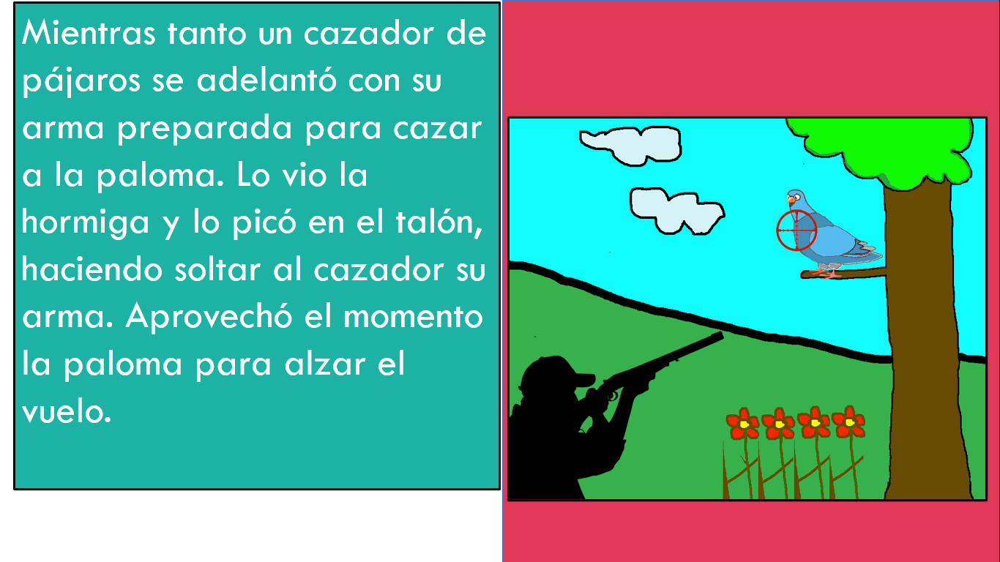 Mientras tanto un cazador de
pájaros se adelantó con su
arma preparada para cazar
a la paloma. Lo vio la
hormiga y lo picó en el talón,
haciendo soltar al cazador su
arma. Aprovechó el momento
la paloma para alzar el
vuelo.